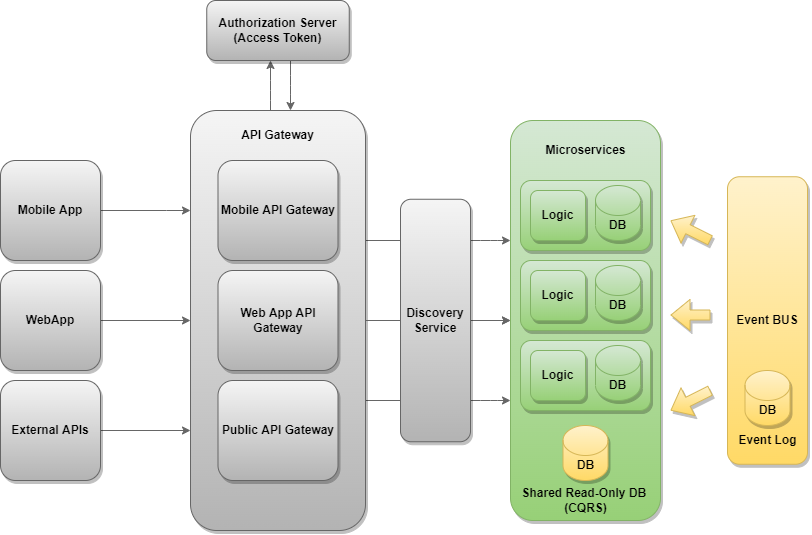 Authorization Server
(Access Token)
API Gateway
Mobile App
Mobile API Gateway
WebApp
Web App API
Gateway
External APIs
Public API Gateway
Discovery
Service
Microservices
Logic
DB
Logic
DB
Logic
DB
DB
Shared Read-Only DB
(CQRS)
Event BUS
DB
Event Log